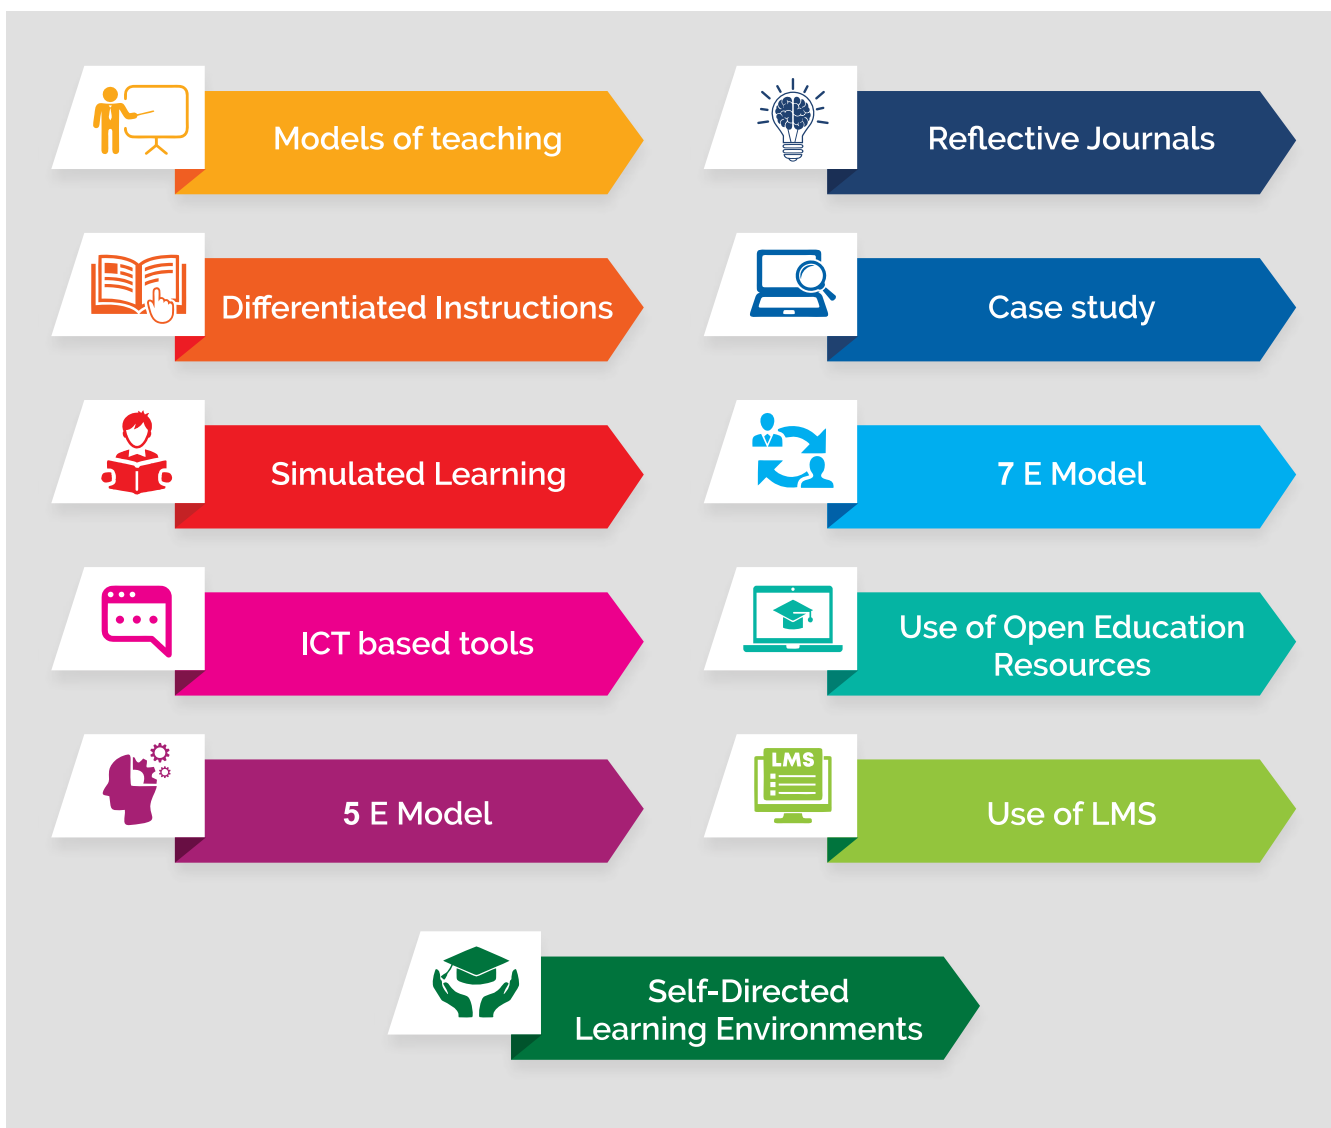 Models of teaching
Reflective Journals
Differentiated Instructions
Case study
Simulated Learning
7 E Model
ICT based tools
Use of Open Education
Resources
5 E Model
LMS
Use of LMS
Self-Directed
Learning Environments